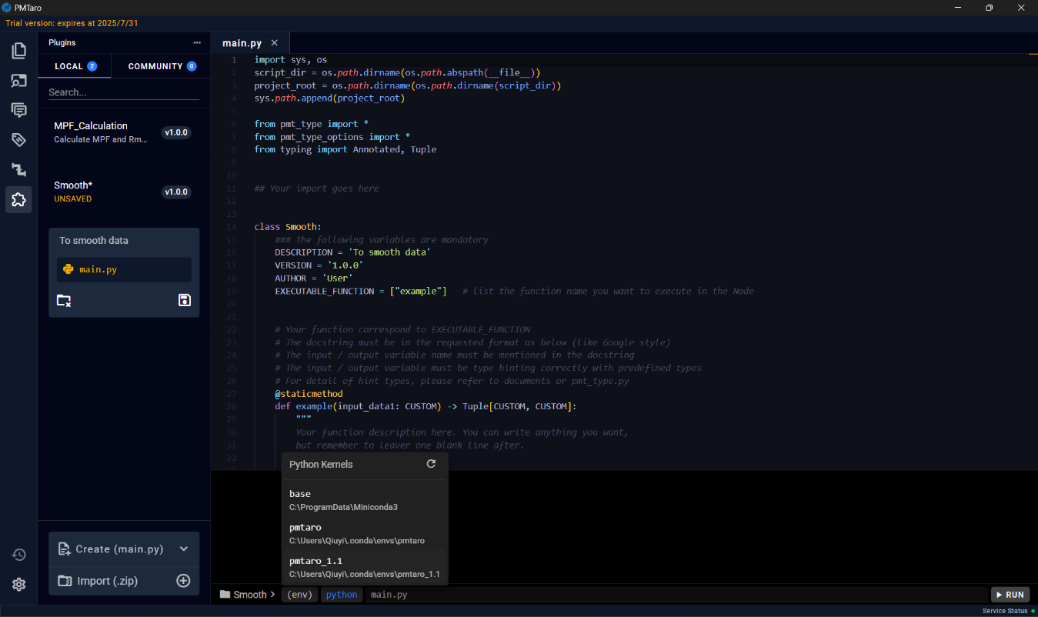 PMTaro
Trial version: expires at 2025/7/31
Plugins
LOCAL 2
COMMUNITY 0
Search...
MPF_Calculation
Calculate MPF and Rm...
v1.0.0
Smooth*
UNSAVED
v1.0.0
To smooth data
main.py
Create (main.py)
Import (.zip)
main.py
1 import sys, os
2 script_dir = os.path.dirname(os.path.abspath(__file__))
3 project_root = os.path.dirname(os.path.dirname(script_dir))
4 sys.path.append(project_root)
5
6 from pmt_type import *
7 from pmt_type_options import *
8 from typing import Annotated, Tuple
9
10
11 ## Your import goes here
12
13
14 class Smooth:
15 ### The following variables are mandatory
16 DESCRIPTION = 'To smooth data'
17 VERSION = '1.0.0'
18 AUTHOR = 'User'
19 EXECUTABLE_FUNCTION = ["example"] # list the function name you want to execute in the Node
20
21
22 # Your function correspond to EXECUTABLE_FUNCTION
23 # The docstring must be in the requested format as below (like Google style)
24 # The input / output variable name must be mentioned in the docstring
25 # The input / output variable must be type hinting correctly with predefined types
26 # For detail of hint types, please refer to documents or pmt_type.py
27 @staticmethod
28 def example(input_data1: CUSTOM) -> Tuple[CUSTOM, CUSTOM]:
29 """
30 Your function description here. You can write anything you want,
31 but remember to leaver one blank line after.
32
Python Kernels
base
C:\ProgramData\Miniconda3
pmtaro
C:\Users\Qiuyi\.conda\envs\pmtaro
pmtaro_1.1
C:\Users\Qiuyi\.conda\envs\pmtaro_1.1
Smooth > (env) python main.py
RUN
Service Status